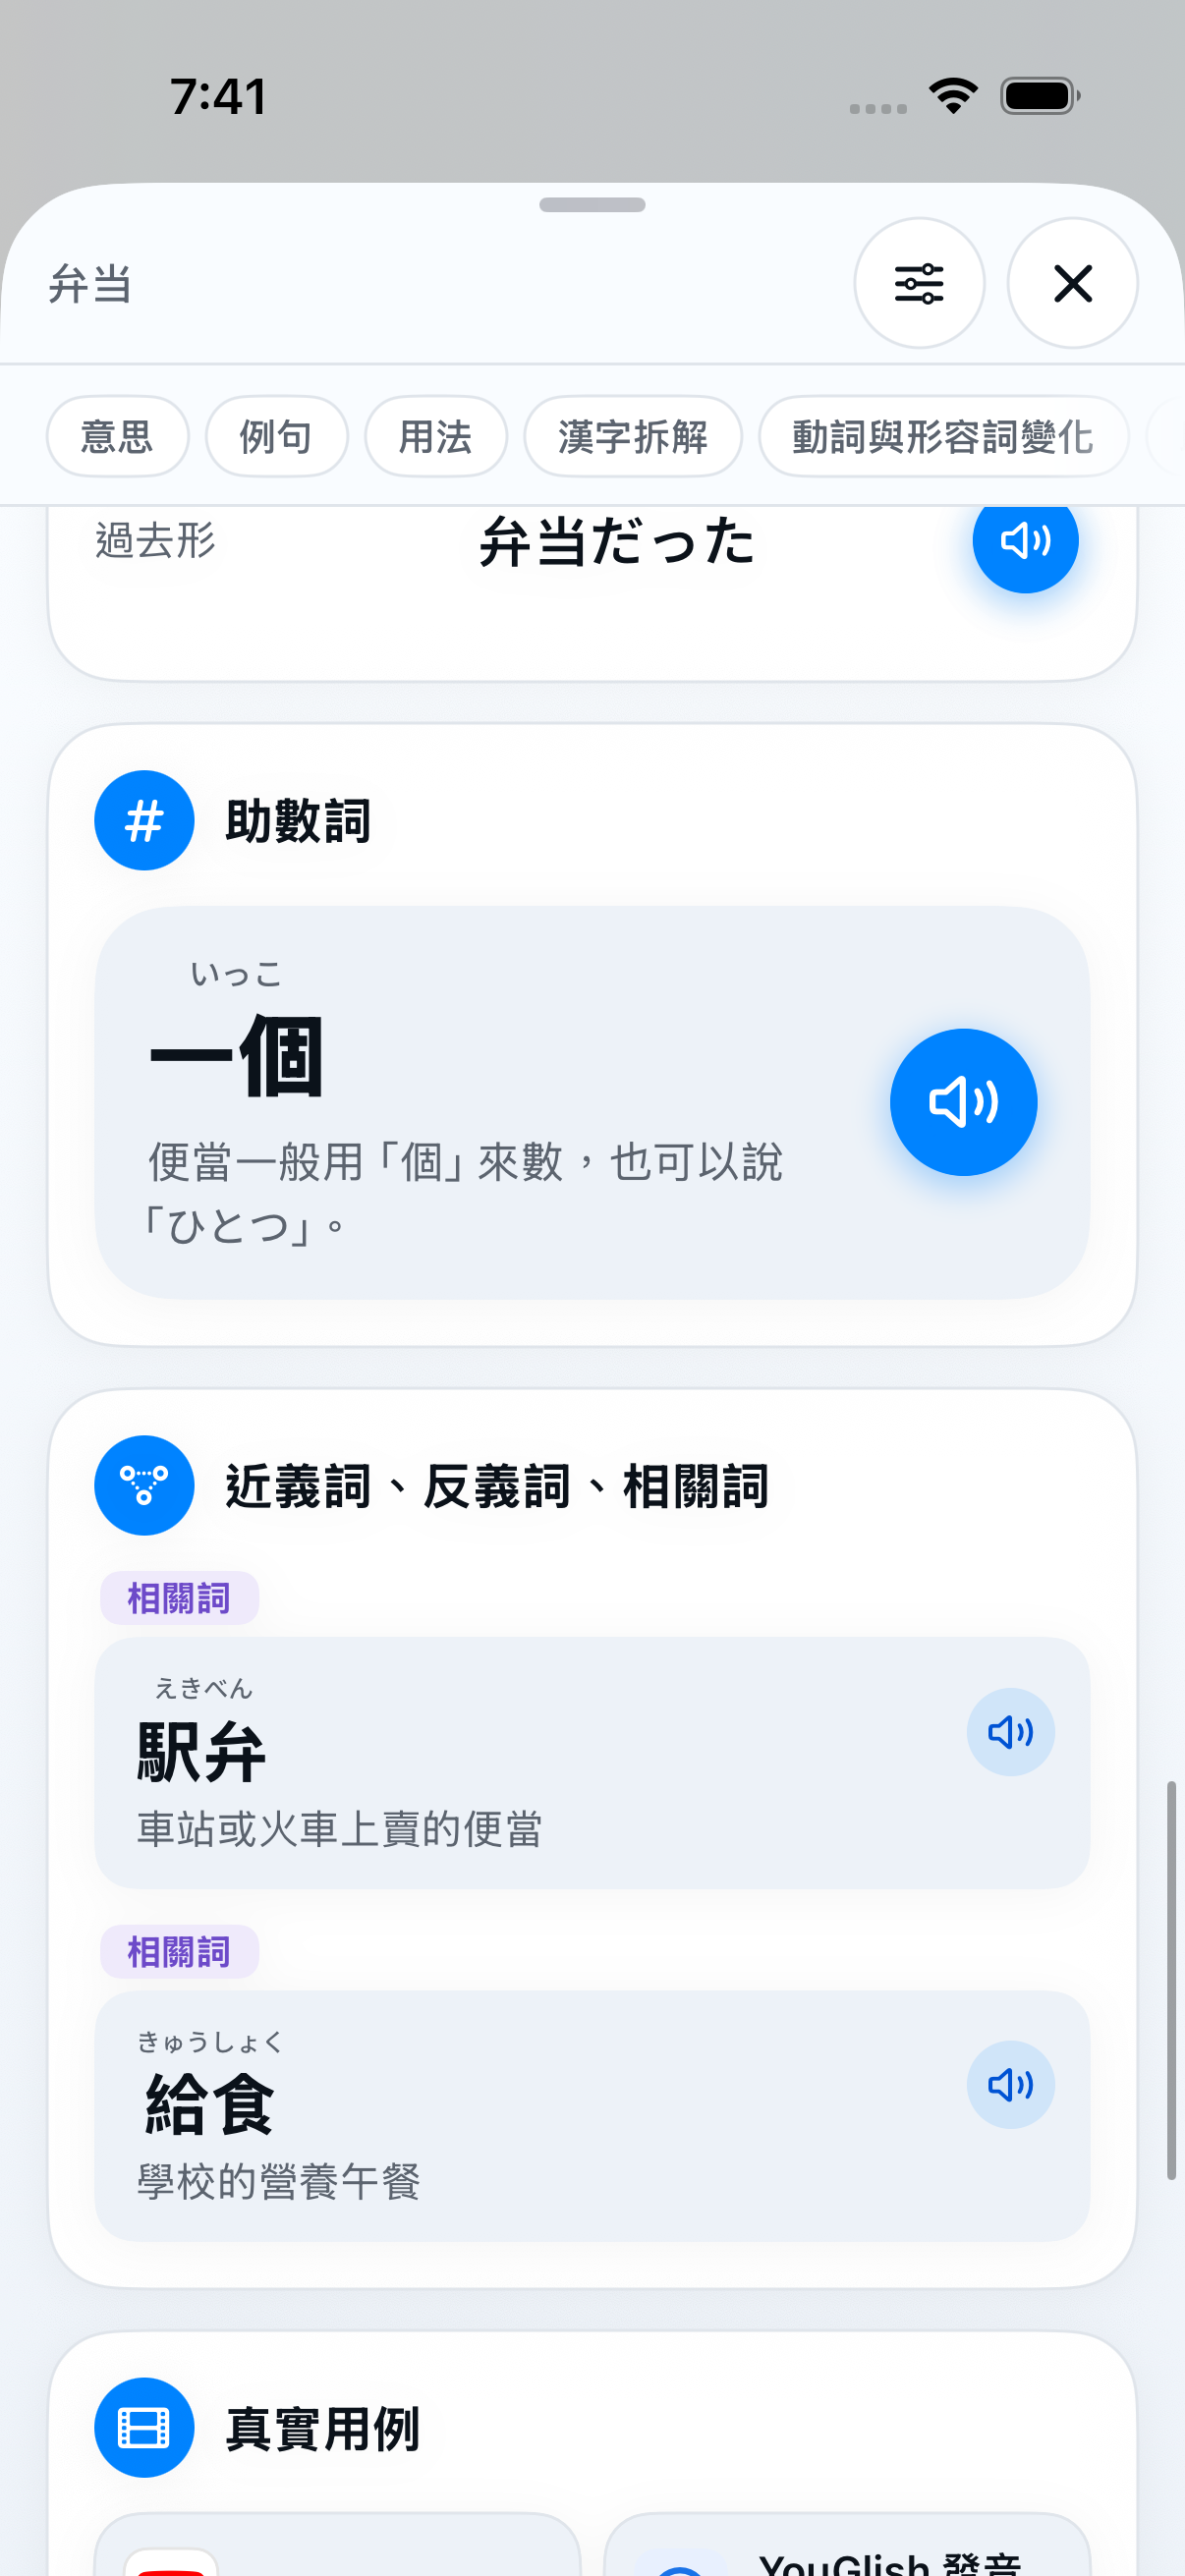 7:41
弁当
意思
例句
用法
漢字拆解
動詞與形容詞變化
過去形
弁当だった
助數詞
いっこ
一個
便當一般用「個」來數，也可以說
「ひとつ」。
近義詞、反義詞、相關詞
相關詞
えきべん
駅弁
車站或火車上賣的便當
相關詞
きゅうしょく
給食
學校的營養午餐
真實用例
YouGlish 發音